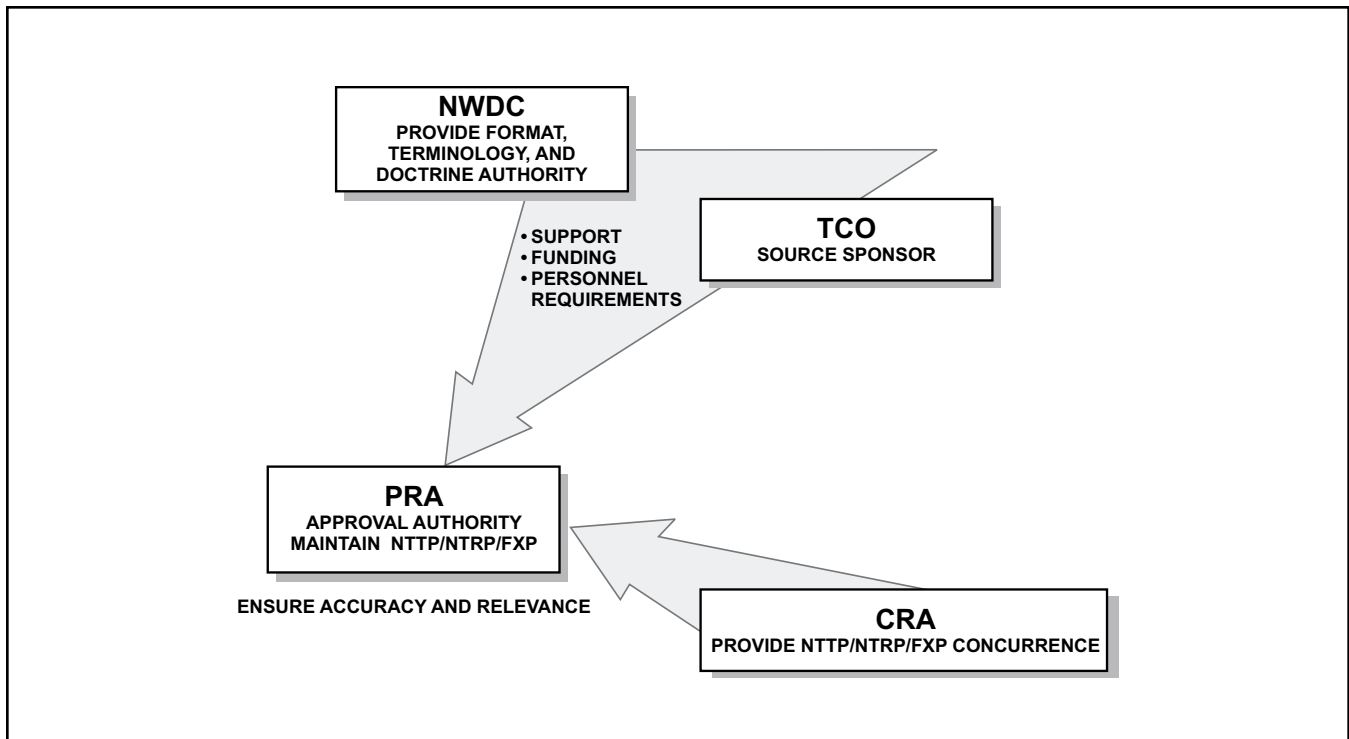 NWDC
PROVIDE FORMAT,
TERMINOLOGY, AND
DOCTRINE AUTHORITY
TCO
SOURCE SPONSOR
• SUPPORT
• FUNDING
• PERSONNEL
REQUIREMENTS
PRA
APPROVAL AUTHORITY
MAINTAIN NTTP/NTRP/FXP
ENSURE ACCURACY AND RELEVANCE
CRA
PROVIDE NTTP/NTRP/FXP CONCURRENCE